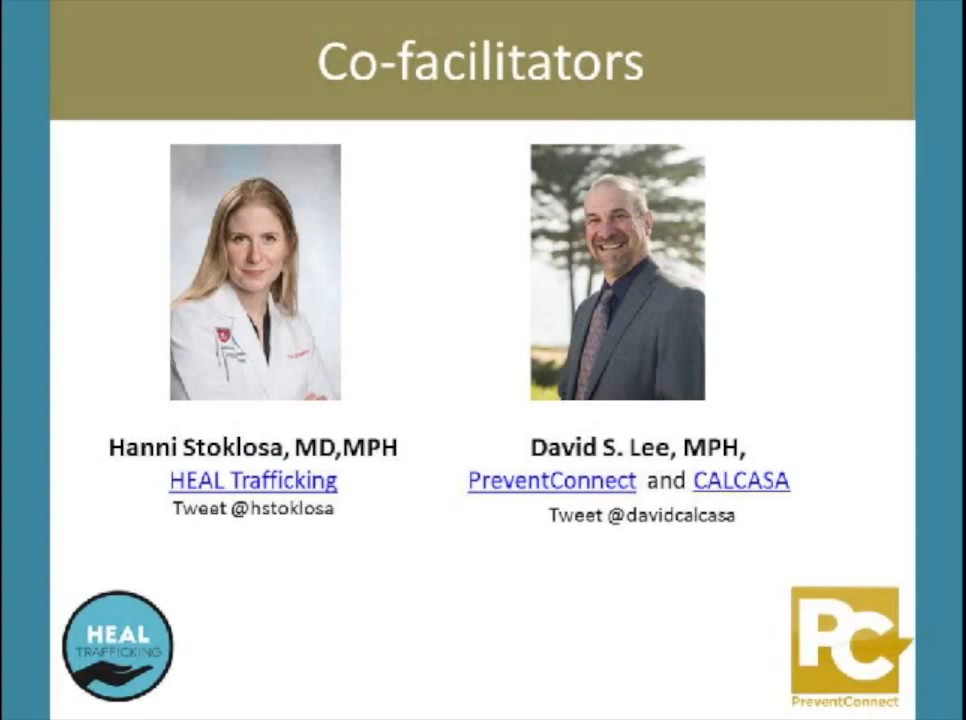 Co-facilitators
Hanni Stoklosa, MD,MPH
HEAL Trafficking
Tweet @hstoklosa
David S. Lee, MPH,
PreventConnect and CALCASA
Tweet @davidcalcasa
HEAL
TRAFFICKING
PC
PreventConnect